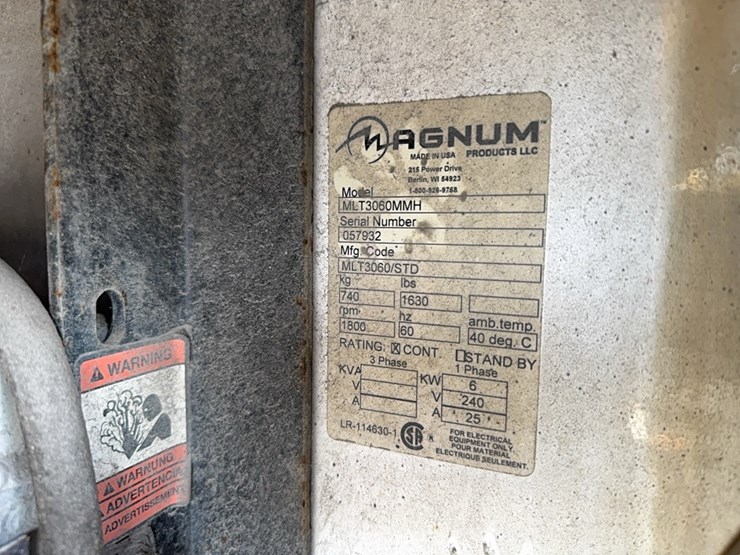 MAGNUM™
MADE IN USA PRODUCTS LLC
215 Power Drive
Berlin, WI 54923
1-800-926-9768
Model
MLT3060MMH
Serial Number
057932
Mfg. Code
MLT3060/STD
kg lbs
740 1630
rpm hz amb.temp.
1800 60 40 deg. C
RATING: ☒ CONT. ☐ STAND BY
3 Phase 1 Phase
KVA KW 6
V V 240
A A 25
LR-114630-1 SA ®
FOR ELECTRICAL
EQUIPMENT ONLY
POUR MATERIAL
ELECTRIQUE SEULEMENT.
WARNING
WARNUNG
ADVERTENCIA
ADVERTISSEMENT